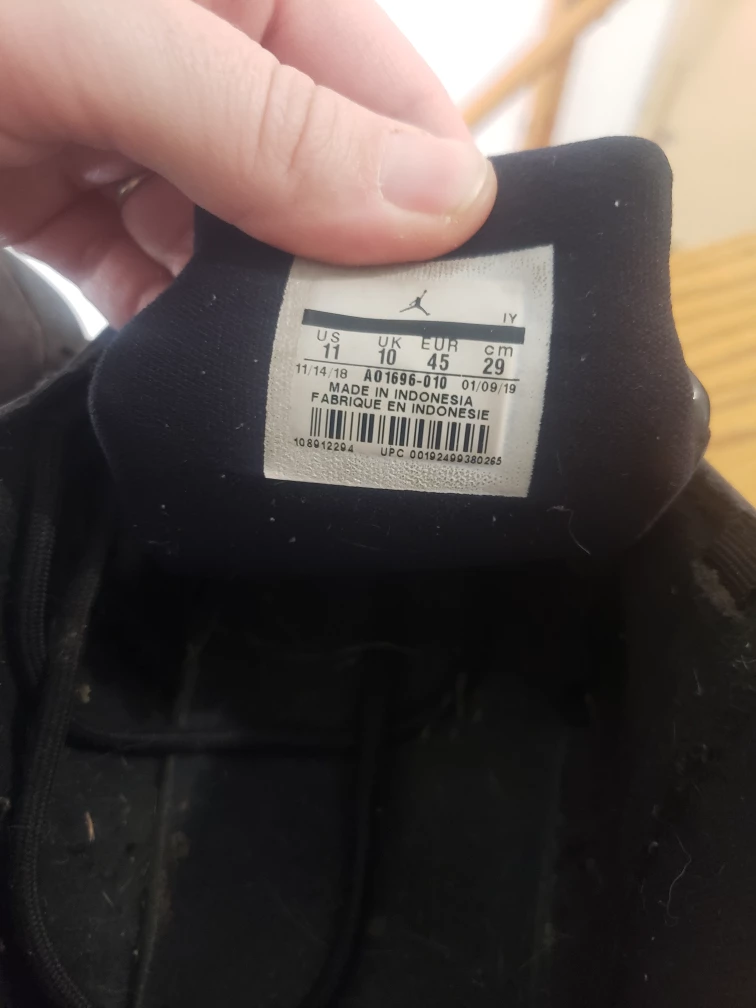 IY
US UK EUR cm
11 10 45 29
11/14/18 AO1696-010 01/09/19
MADE IN INDONESIA
FABRIQUE EN INDONESIE
108912294 UPC 00192499380265